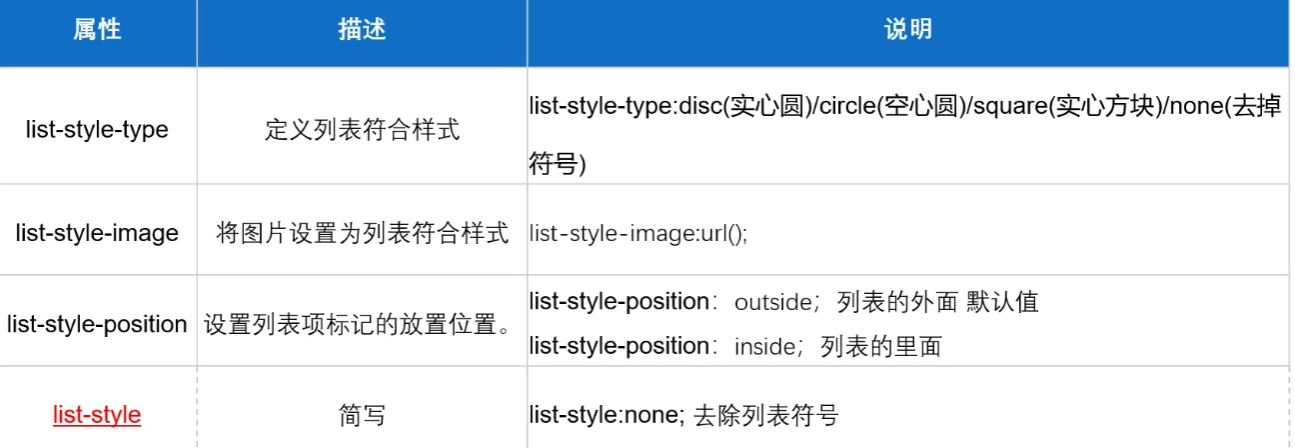 属性 描述 说明
list-style-type 定义列表符合样式 list-style-type:disc(实心圆)/circle(空心圆)/square(实心方块)/none(去掉
符号)
list-style-image 将图片设置为列表符合样式 list-style-image:url();
list-style-position 设置列表项标记的放置位置。 list-style-position：outside；列表的外面 默认值
list-style-position：inside；列表的里面
list-style 简写 list-style:none; 去除列表符号